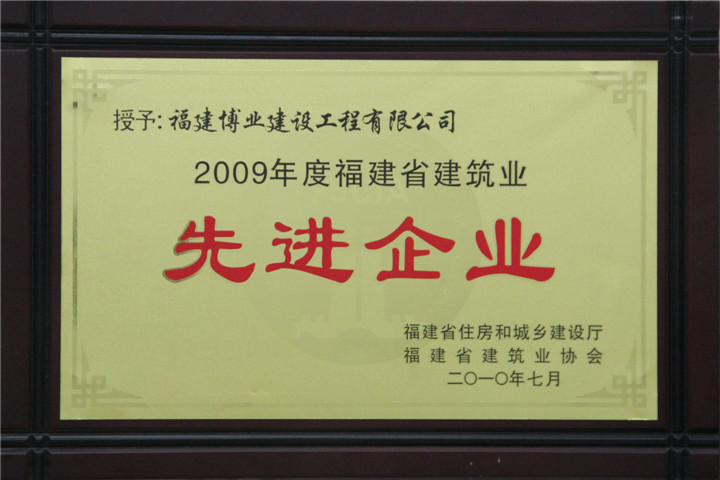 授予:福建博业建设工程有限公司
2009年度福建省建筑业
先进企业
福建省住房和城乡建设厅
福建省建筑业协会
二〇一〇年七月